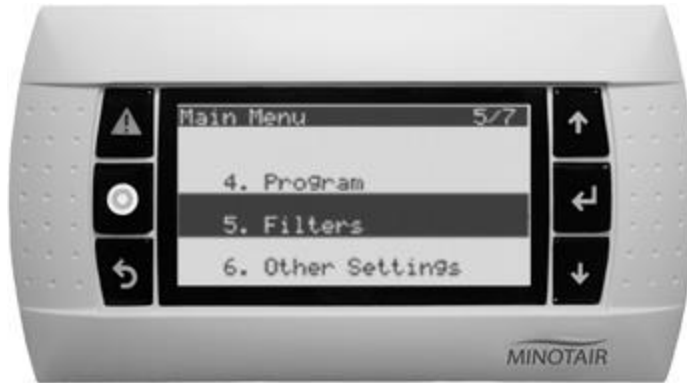 Main Menu 5/7
4. Program
5. Filters
6. Other Settings
MINOTAIR